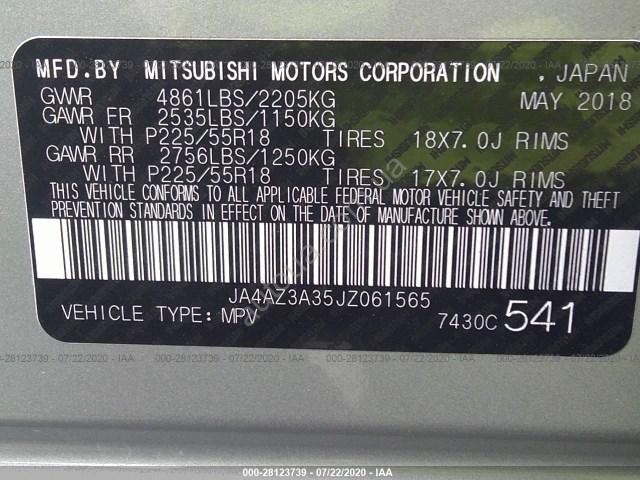 MFD.BY MITSUBISHI MOTORS CORPORATION . JAPAN
GVWR 4861LBS/2205KG MAY 2018
GAWR FR 2535LBS/1150KG
WITH P225/55R18 TIRES 18X7.0J RIMS
GAWR RR 2756LBS/1250KG
WITH P225/55R18 TIRES 17X7.0J RIMS
THIS VEHICLE CONFORMS TO ALL APPLICABLE FEDERAL MOTOR VEHICLE SAFETY AND THEFT
PREVENTION STANDARDS IN EFFECT ON THE DATE OF MANUFACTURE SHOWN ABOVE.
JA4AZ3A35JZ061565
VEHICLE TYPE: MPV 7430C 541
000-28123739 - 07/22/2020 - IAA